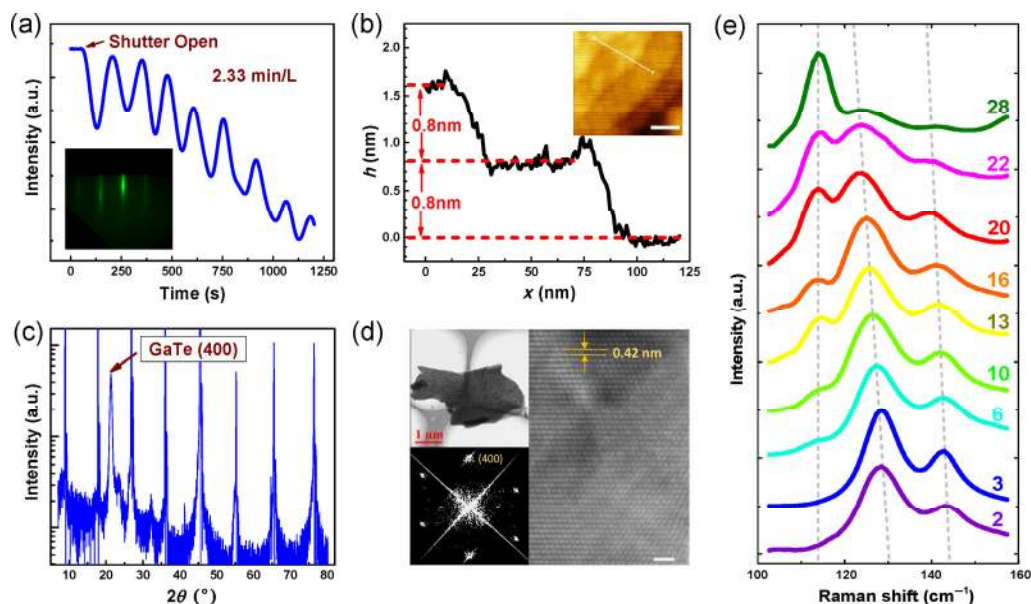 (a)
Shutter Open
2.33 min/L
Intensity (a.u.)
0 250 500 750 1000 1250
Time (s)
(b)
2.0
1.5
1.0
0.5
0.0
h (nm)
0.8nm
0.8nm
0 25 50 75 100 120
x (nm)
(c)
GaTe (400)
Intensity (a.u.)
10 20 30 40 50 60 70 80
2θ (°)
(d)
1 μm
(400)
0.42 nm
(e)
28
22
20
16
13
10
6
3
2
Intensity (a.u.)
100 120 140 160
Raman shift (cm⁻¹)